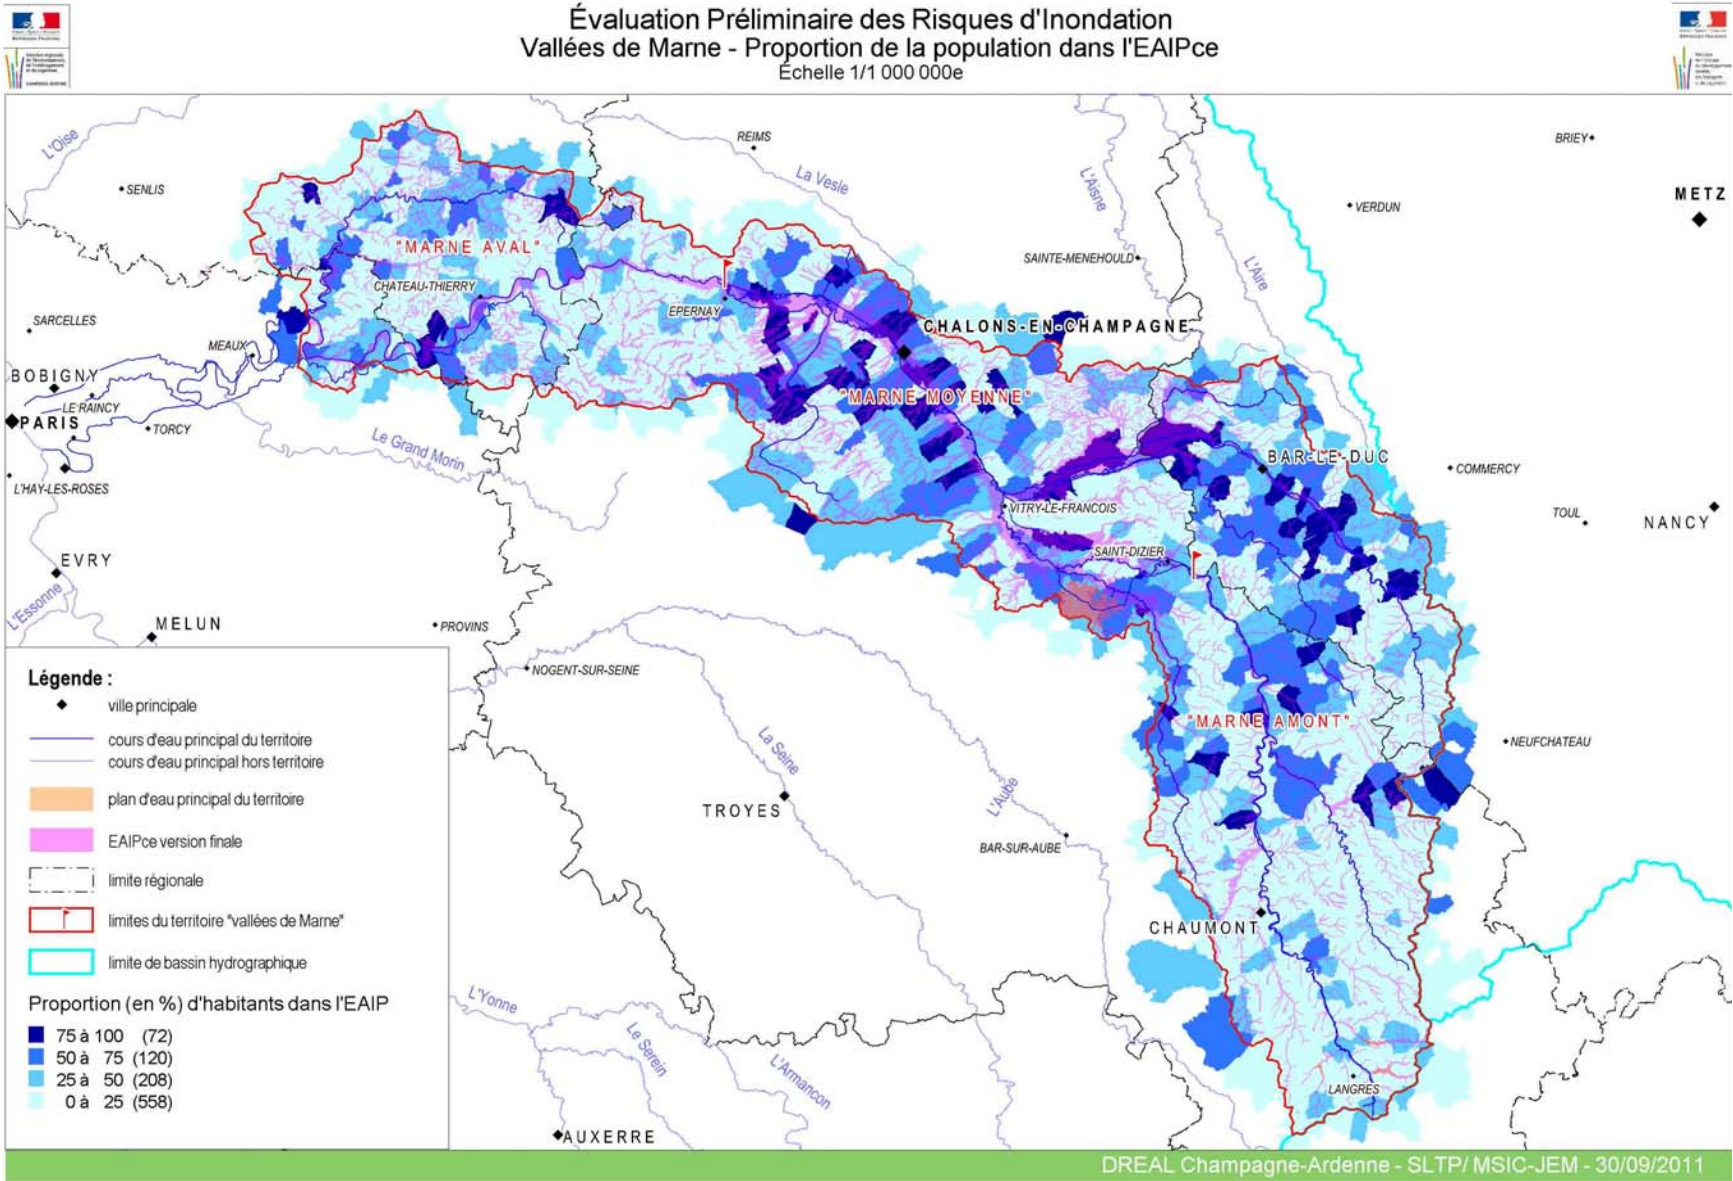 Évaluation Préliminaire des Risques d'Inondation
Vallées de Marne - Proportion de la population dans l'EAIPce
Échelle 1/1 000 000e
L'Oise
SENLIS
REIMS
La Vesle
L'Aisne
BRIEY
METZ
VERDUN
"MARNE AVAL"
SAINTE-MENEHOULD
L'Aire
CHATEAU-THIERRY
EPERNAY
SARCELLES
CHALONS-EN-CHAMPAGNE
MEAUX
BOBIGNY
LE RAINCY
"MARNE MOYENNE"
PARIS
TORCY
Le Grand Morin
BAR-LE-DUC
COMMERCY
L'HAY-LES-ROSES
VITRY-LE-FRANCOIS
TOUL
NANCY
SAINT-DIZIER
EVRY
L'Essonne
MELUN
PROVINS
NOGENT-SUR-SEINE
"MARNE AMONT"
La Seine
NEUFCHATEAU
L'Aube
TROYES
BAR-SUR-AUBE
CHAUMONT
L'Yonne
Le Serein
L'Armancon
LANGRES
AUXERRE
Légende :
ville principale
cours d'eau principal du territoire
cours d'eau principal hors territoire
plan d'eau principal du territoire
EAIPce version finale
limite régionale
limites du territoire "vallées de Marne"
limite de bassin hydrographique
Proportion (en %) d'habitants dans l'EAIP
75 à 100 (72)
50 à 75 (120)
25 à 50 (208)
0 à 25 (558)
DREAL Champagne-Ardenne - SLTP/ MSIC-JEM - 30/09/2011